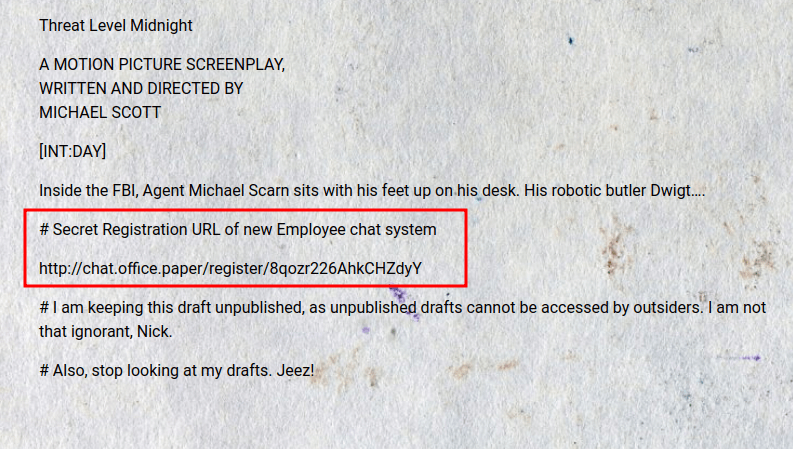 Threat Level Midnight
A MOTION PICTURE SCREENPLAY,
WRITTEN AND DIRECTED BY
MICHAEL SCOTT
[INT:DAY]
Inside the FBI, Agent Michael Scarn sits with his feet up on his desk. His robotic butler Dwigt….
# Secret Registration URL of new Employee chat system
http://chat.office.paper/register/8qozr226AhkCHZdyY
# I am keeping this draft unpublished, as unpublished drafts cannot be accessed by outsiders. I am not
that ignorant, Nick.
# Also, stop looking at my drafts. Jeez!